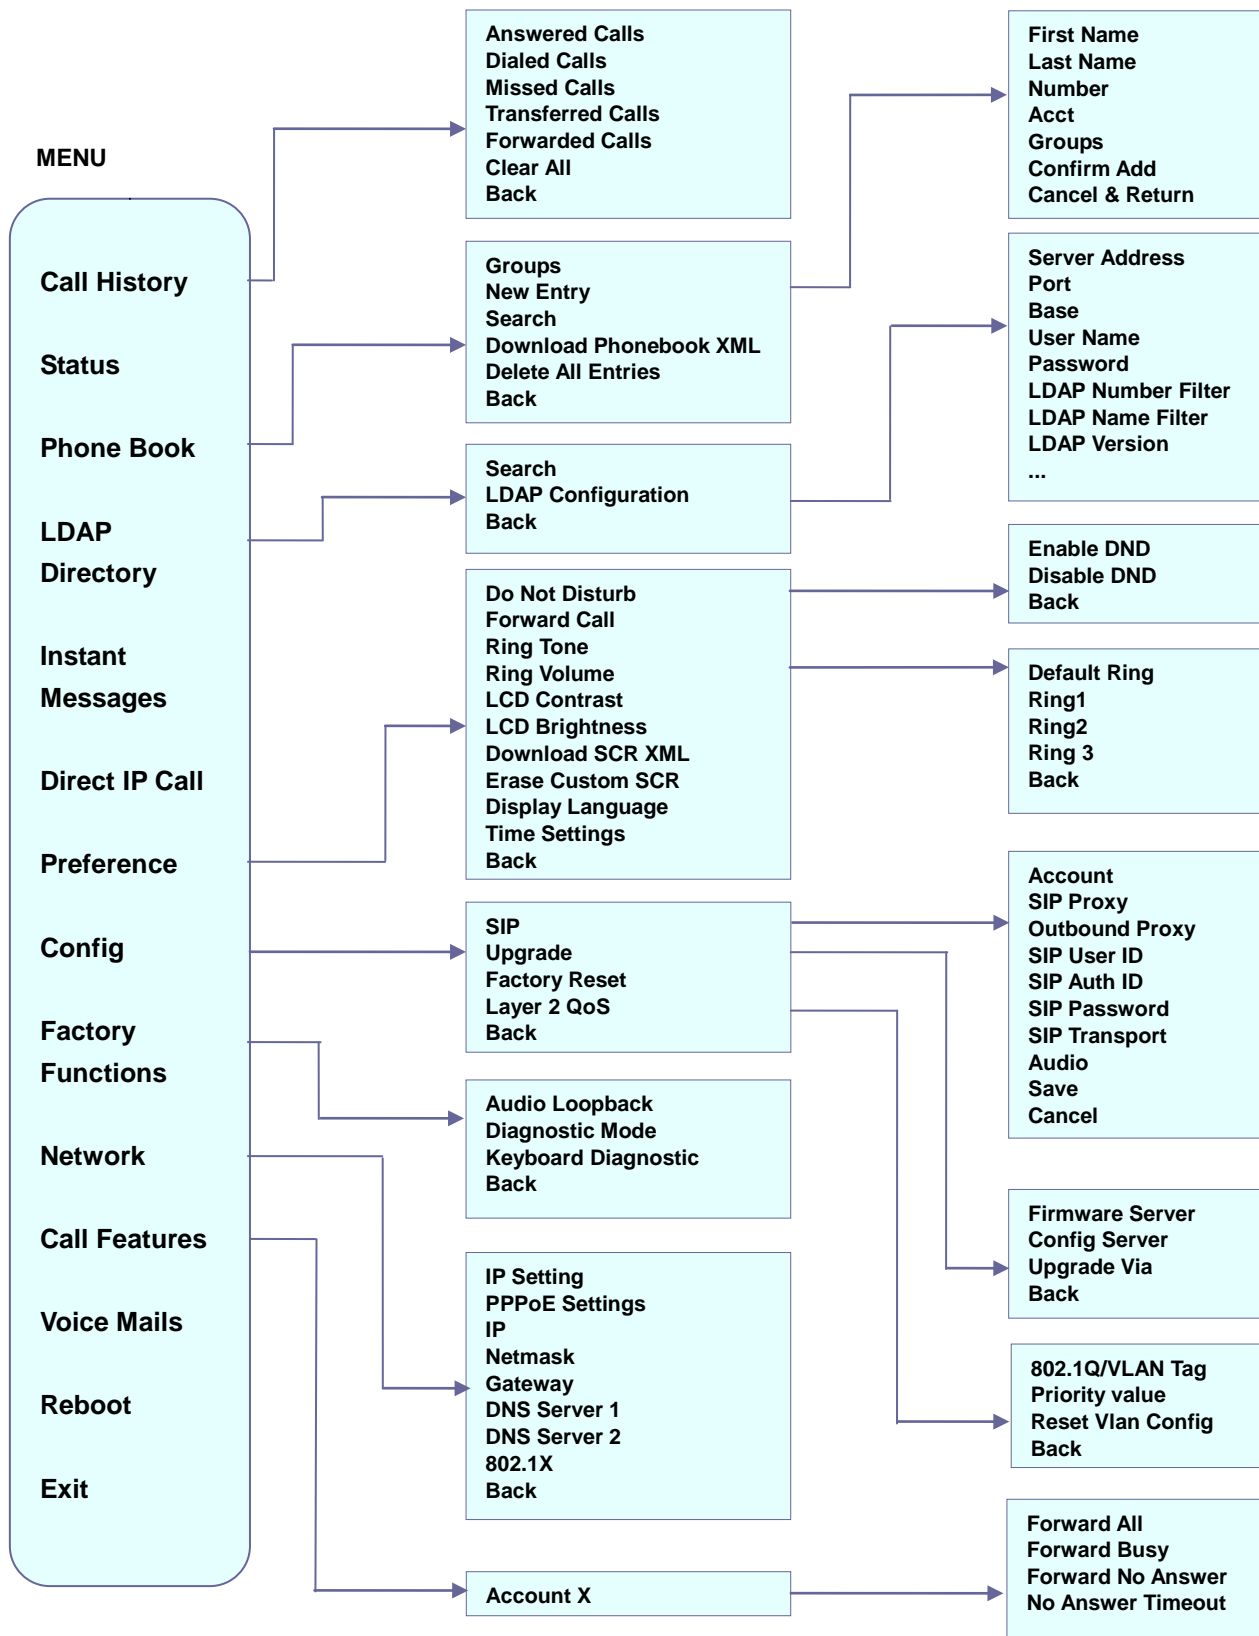 MENU
Call History
Status
Phone Book
LDAP
Directory
Instant
Messages
Direct IP Call
Preference
Config
Factory
Functions
Network
Call Features
Voice Mails
Reboot
Exit
Answered Calls
Dialed Calls
Missed Calls
Transferred Calls
Forwarded Calls
Clear All
Back
Groups
New Entry
Search
Download Phonebook XML
Delete All Entries
Back
Search
LDAP Configuration
Back
Do Not Disturb
Forward Call
Ring Tone
Ring Volume
LCD Contrast
LCD Brightness
Download SCR XML
Erase Custom SCR
Display Language
Time Settings
Back
SIP
Upgrade
Factory Reset
Layer 2 QoS
Back
Audio Loopback
Diagnostic Mode
Keyboard Diagnostic
Back
IP Setting
PPPoE Settings
IP
Netmask
Gateway
DNS Server 1
DNS Server 2
802.1X
Back
Account X
First Name
Last Name
Number
Acct
Groups
Confirm Add
Cancel & Return
Server Address
Port
Base
User Name
Password
LDAP Number Filter
LDAP Name Filter
LDAP Version
...
Enable DND
Disable DND
Back
Default Ring
Ring1
Ring2
Ring 3
Back
Account
SIP Proxy
Outbound Proxy
SIP User ID
SIP Auth ID
SIP Password
SIP Transport
Audio
Save
Cancel
Firmware Server
Config Server
Upgrade Via
Back
802.1Q/VLAN Tag
Priority value
Reset Vlan Config
Back
Forward All
Forward Busy
Forward No Answer
No Answer Timeout